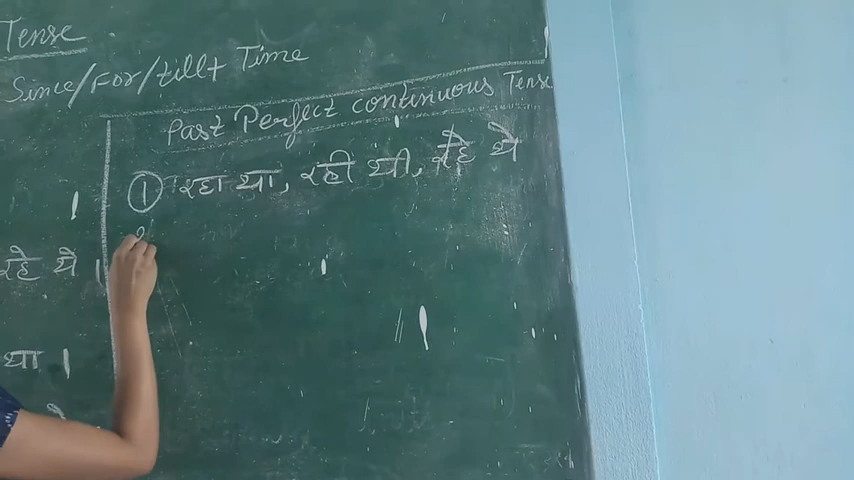 Tense
Since/For/till+Time
Past Perfect continuous Tense
① रहा था, रही थी, रहे थे
रहे थे ।
था ।